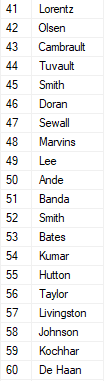 41 Lorentz
42 Olsen
43 Cambrault
44 Tuvault
45 Smith
46 Doran
47 Sewall
48 Marvins
49 Lee
50 Ande
51 Banda
52 Smith
53 Bates
54 Kumar
55 Hutton
56 Taylor
57 Livingston
58 Johnson
59 Kochhar
60 De Haan